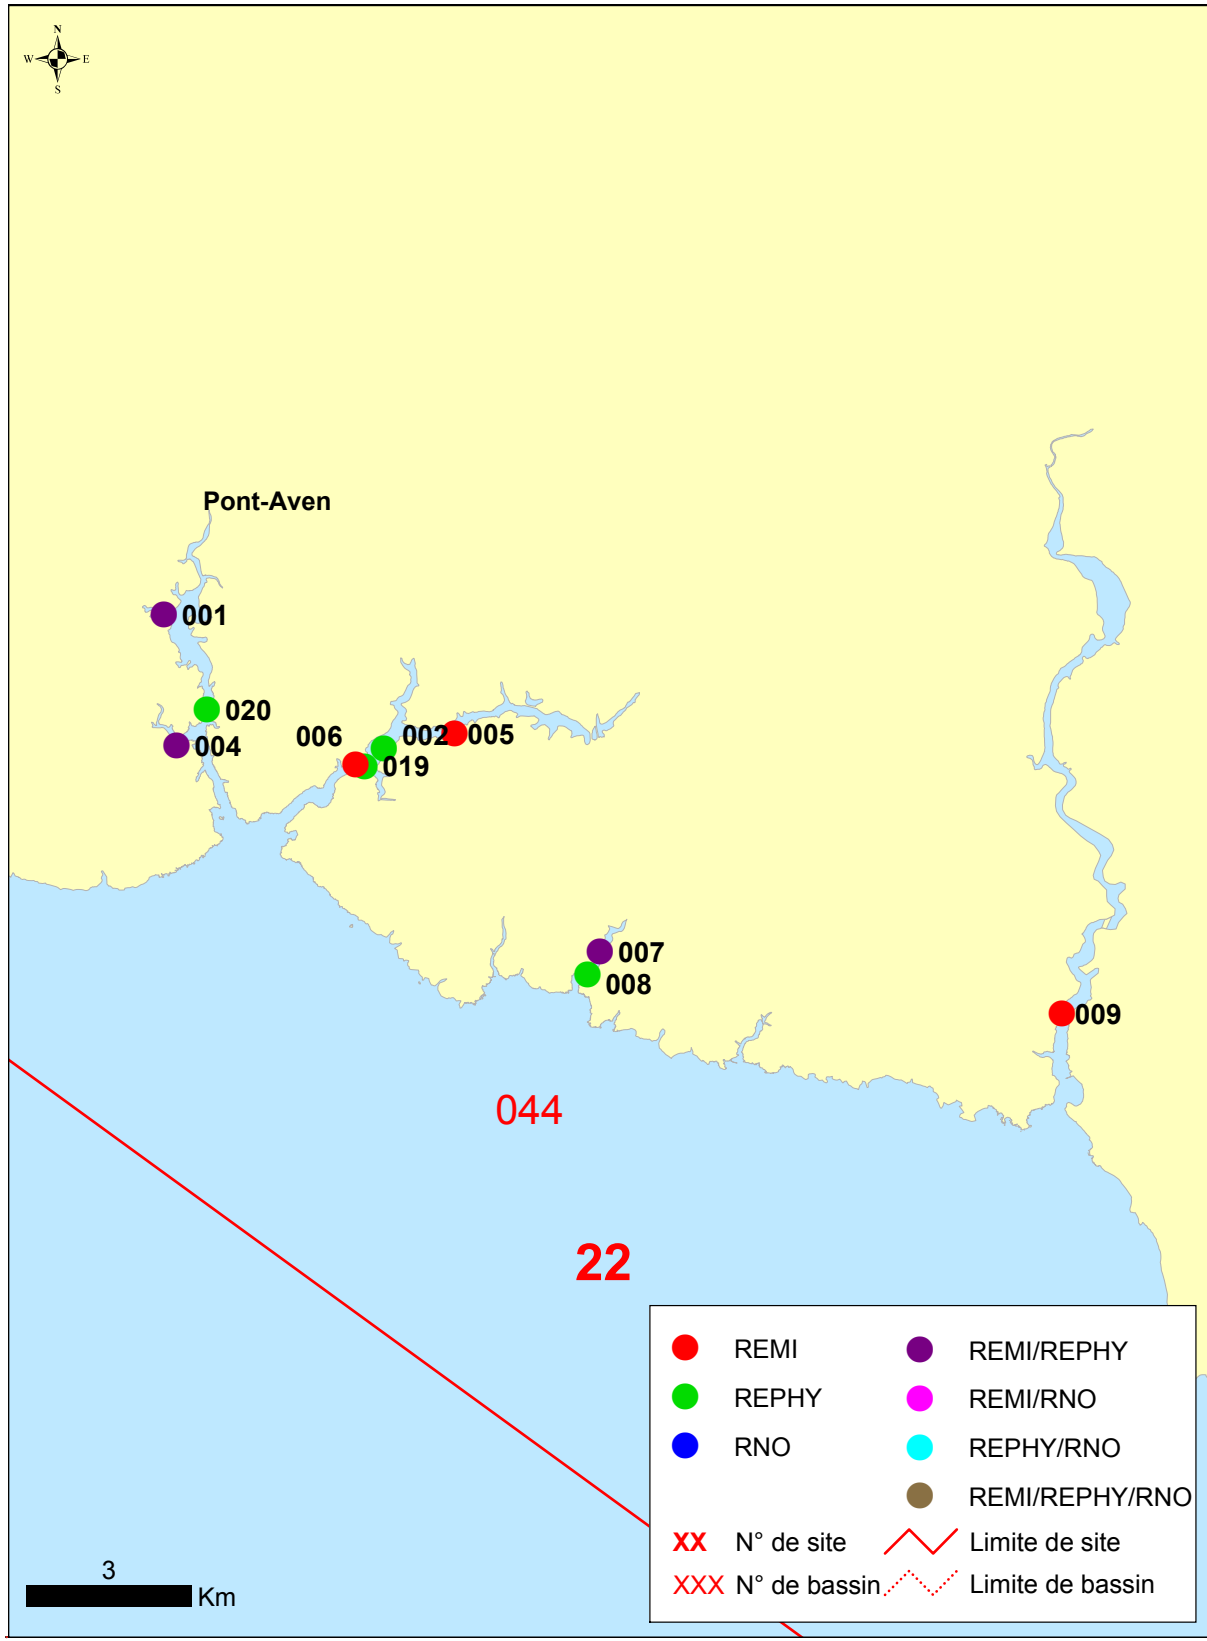 N
W E
S
Pont-Aven
001
020
004
006
002
005
019
007
008
009
044
22
REMI
REPHY
RNO
REMI/REPHY
REMI/RNO
REPHY/RNO
REMI/REPHY/RNO
XX N° de site
Limite de site
XXX N° de bassin
Limite de bassin
3
Km